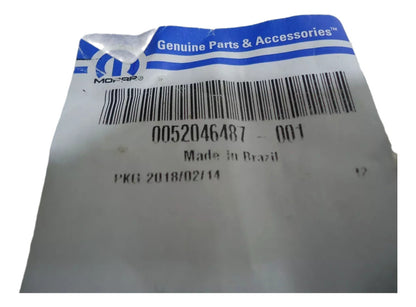 Genuine Parts & Accessories™
MOPAR®
0052046487 - 001
Made in Brazil
PKG 2018/02/14 12